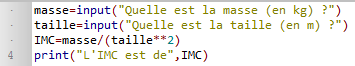 masse=input("Quelle est la masse (en kg) ?")
taille=input("Quelle est la taille (en m) ?")
IMC=masse/(taille**2)
4 print("L'IMC est de",IMC)